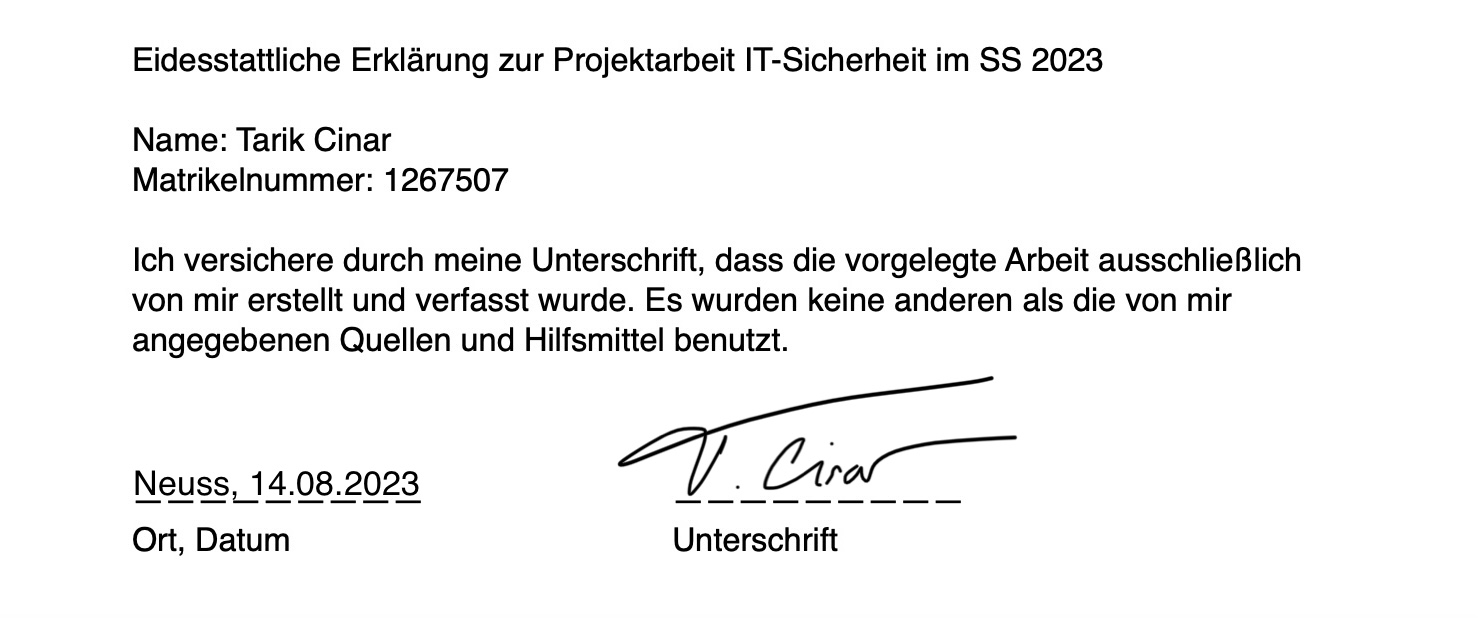 Eidesstattliche Erklärung zur Projektarbeit IT-Sicherheit im SS 2023
Name: Tarik Cinar
Matrikelnummer: 1267507
Ich versichere durch meine Unterschrift, dass die vorgelegte Arbeit ausschließlich
von mir erstellt und verfasst wurde. Es wurden keine anderen als die von mir
angegebenen Quellen und Hilfsmittel benutzt.
Neuss, 14.08.2023 T. Cinar
Ort, Datum Unterschrift